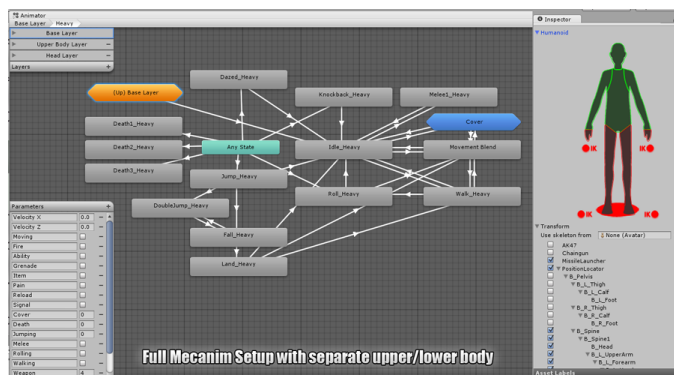 Animator
Base Layer
Heavy
Base Layer
Upper Body Layer
Head Layer
Layers
(Up) Base Layer
Dazed_Heavy
Knockback_Heavy
Melee1_Heavy
Cover
Death1_Heavy
Death2_Heavy
Death3_Heavy
Any State
Idle_Heavy
Movement Blend
Jump_Heavy
Roll_Heavy
Walk_Heavy
DoubleJump_Heavy
Fall_Heavy
Land_Heavy
Parameters
Velocity X 0.0
Velocity Z 0.0
Moving
Fire
Ability
Grenade
Item
Pain
Reload
Signal
Cover 0
Death 0
Jumping 0
Melee
Rolling
Walking
Weapon 4
Full Mecanim Setup with separate upper/lower body
Inspector
Humanoid
IK
IK
IK
IK
Transform
Use skeleton from None (Avatar)
AK47
Chaingun
MissileLauncher
PositionLocator
B_Pelvis
B_L_Thigh
B_L_Calf
B_L_Foot
B_R_Thigh
B_R_Calf
B_R_Foot
B_Spine
B_Spine1
B_Head
B_L_UpperArm
B_L_Forearm
Asset Labels